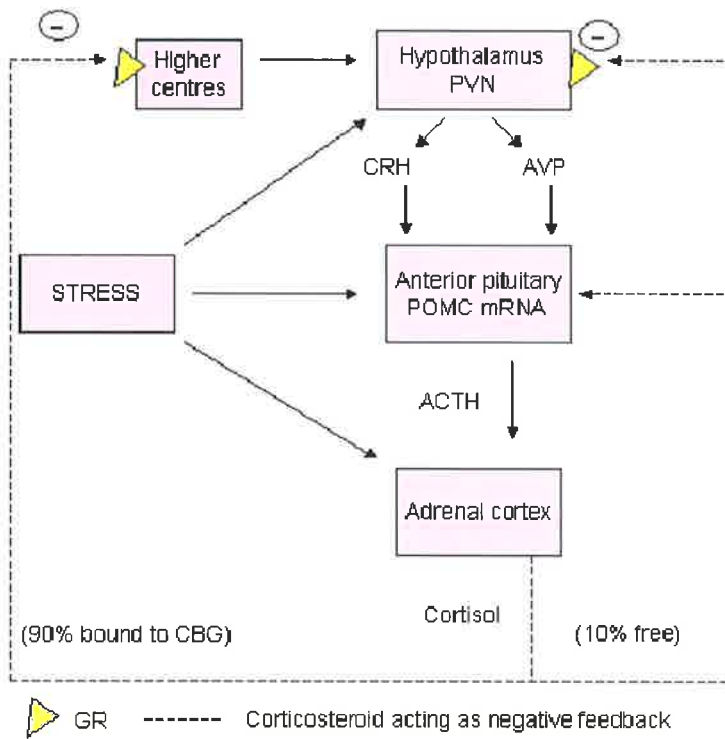 −
−
Higher
centres
Hypothalamus
PVN
CRH
AVP
STRESS
Anterior pituitary
POMC mRNA
ACTH
Adrenal cortex
Cortisol
(90% bound to CBG)
(10% free)
GR
Corticosteroid acting as negative feedback